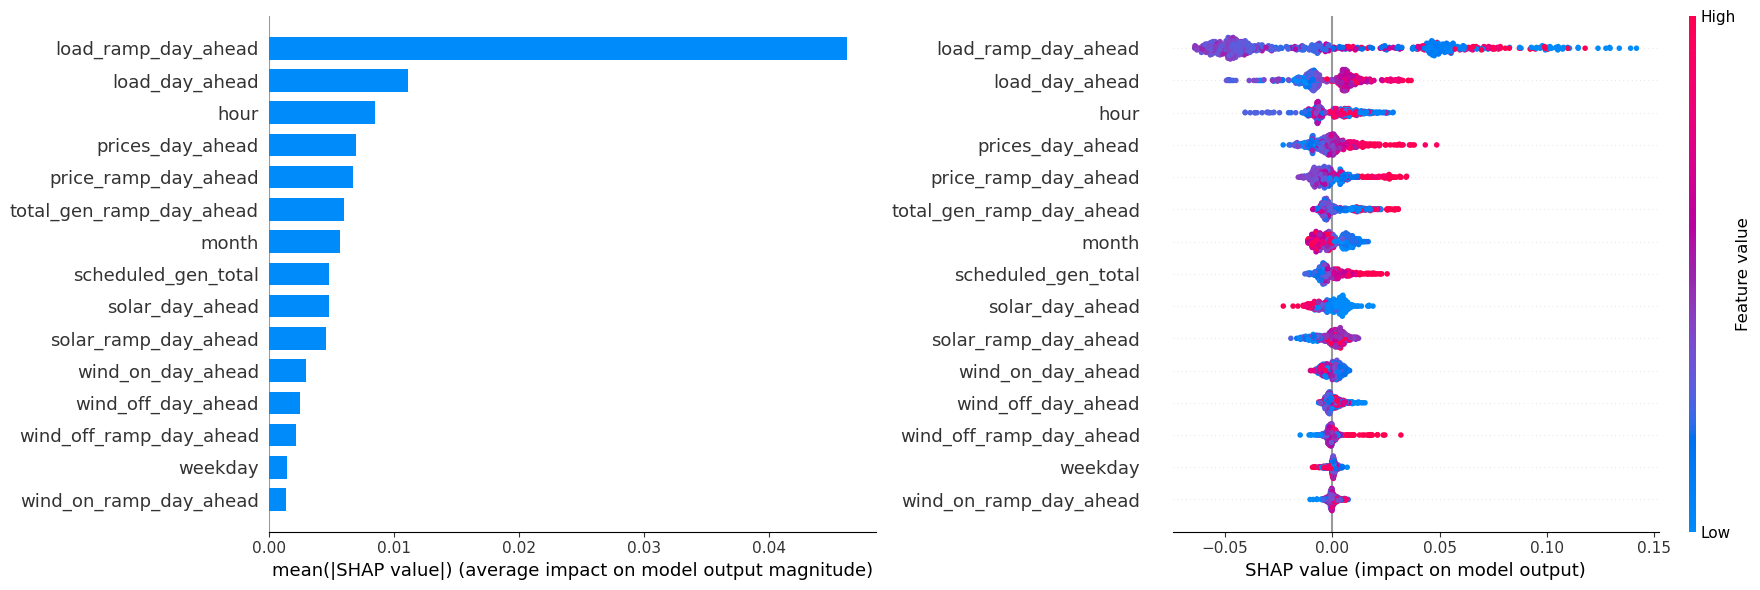 load_ramp_day_ahead
load_day_ahead
hour
prices_day_ahead
price_ramp_day_ahead
total_gen_ramp_day_ahead
month
scheduled_gen_total
solar_day_ahead
solar_ramp_day_ahead
wind_on_day_ahead
wind_off_day_ahead
wind_off_ramp_day_ahead
weekday
wind_on_ramp_day_ahead
0.00 0.01 0.02 0.03 0.04
mean(|SHAP value|) (average impact on model output magnitude)
load_ramp_day_ahead
load_day_ahead
hour
prices_day_ahead
price_ramp_day_ahead
total_gen_ramp_day_ahead
month
scheduled_gen_total
solar_day_ahead
solar_ramp_day_ahead
wind_on_day_ahead
wind_off_day_ahead
wind_off_ramp_day_ahead
weekday
wind_on_ramp_day_ahead
−0.05 0.00 0.05 0.10 0.15
SHAP value (impact on model output)
High
Feature value
Low